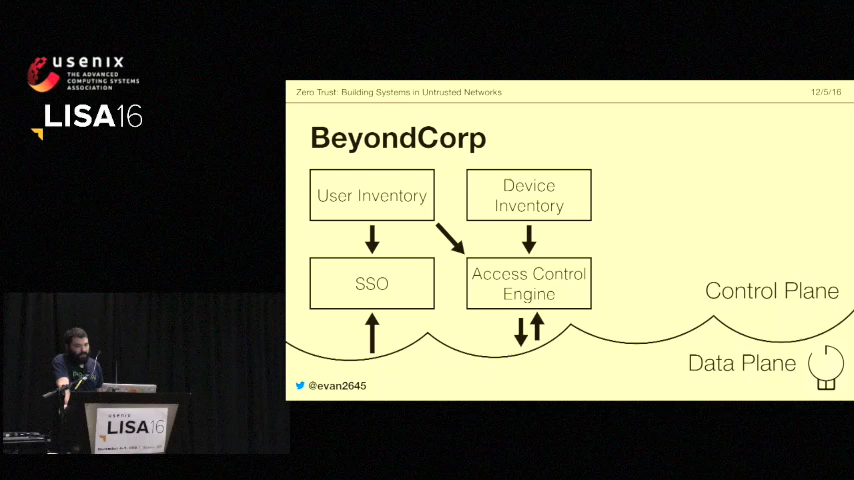 usenix
THE ADVANCED
COMPUTING SYSTEMS
ASSOCIATION
LISA16
Zero Trust: Building Systems in Untrusted Networks
12/5/16
BeyondCorp
User Inventory
Device
Inventory
SSO
Access Control
Engine
Control Plane
Data Plane
@evan2645
usenix
LISA16